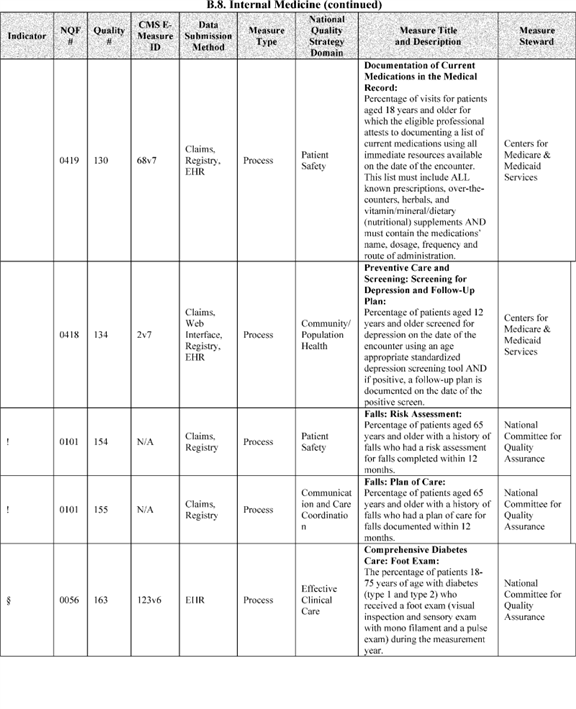 B.8. Internal Medicine (continued)
Indicator
NQF
#
Quality
#
CMS E-
Measure
ID
Data
Submission
Method
Measure
Type
National
Quality
Strategy
Domain
Measure Title
and Description
Measure
Steward
0419
130
68v7
Claims,
Registry,
EHR
Process
Patient
Safety
Documentation of Current
Medications in the Medical
Record:
Percentage of visits for patients
aged 18 years and older for
which the eligible professional
attests to documenting a list of
current medications using all
immediate resources available
on the date of the encounter.
This list must include ALL
known prescriptions, over-the-
counters, herbals, and
vitamin/mineral/dietary
(nutritional) supplements AND
must contain the medications'
name, dosage, frequency and
route of administration.
Centers for
Medicare &
Medicaid
Services
0418
134
2v7
Claims,
Web
Interface,
Registry,
EHR
Process
Community/
Population
Health
Preventive Care and
Screening: Screening for
Depression and Follow-Up
Plan:
Percentage of patients aged 12
years and older screened for
depression on the date of the
encounter using an age
appropriate standardized
depression screening tool AND
if positive, a follow-up plan is
documented on the date of the
positive screen.
Centers for
Medicare &
Medicaid
Services
!
0101
154
N/A
Claims,
Registry
Process
Patient
Safety
Falls: Risk Assessment:
Percentage of patients aged 65
years and older with a history of
falls who had a risk assessment
for falls completed within 12
months.
National
Committee for
Quality
Assurance
!
0101
155
N/A
Claims,
Registry
Process
Communicat
ion and Care
Coordinatio
n
Falls: Plan of Care:
Percentage of patients aged 65
years and older with a history of
falls who had a plan of care for
falls documented within 12
months.
National
Committee for
Quality
Assurance
§
0056
163
123v6
EHR
Process
Effective
Clinical
Care
Comprehensive Diabetes
Care: Foot Exam:
The percentage of patients 18-
75 years of age with diabetes
(type 1 and type 2) who
received a foot exam (visual
inspection and sensory exam
with mono filament and a pulse
exam) during the measurement
year.
National
Committee for
Quality
Assurance